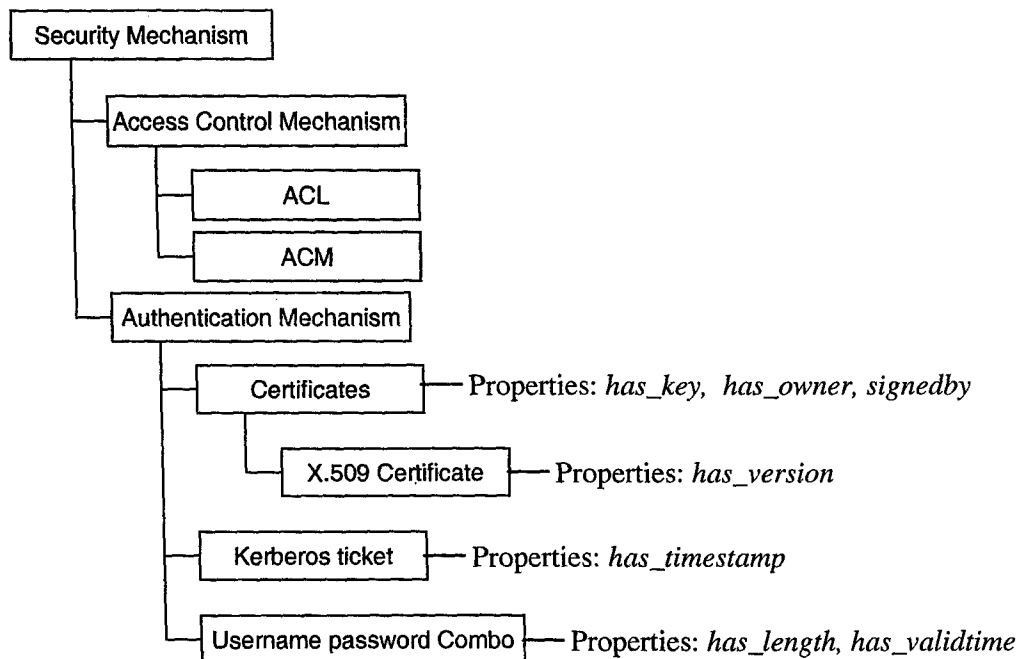 Security Mechanism
Access Control Mechanism
ACL
ACM
Authentication Mechanism
Certificates
Properties: has_key, has_owner, signedby
X.509 Certificate
Properties: has_version
Kerberos ticket
Properties: has_timestamp
Username password Combo
Properties: has_length, has_validtime